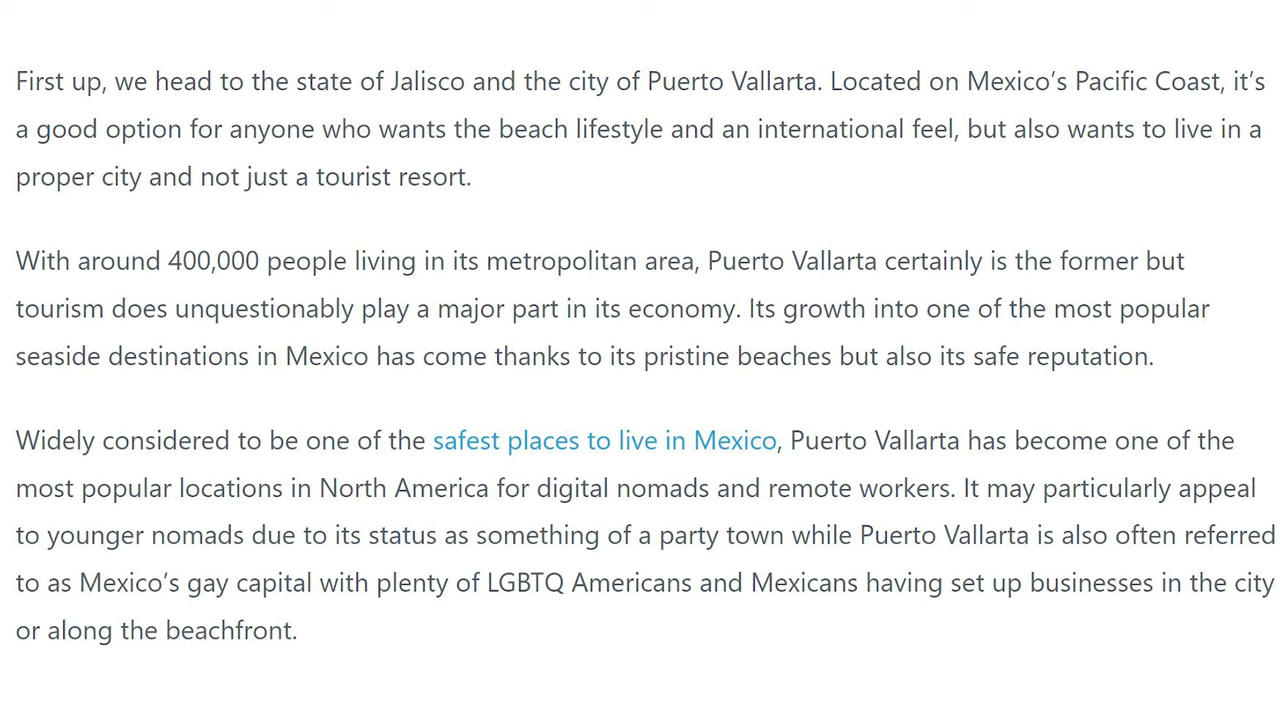 First up, we head to the state of Jalisco and the city of Puerto Vallarta. Located on Mexico’s Pacific Coast, it’s
a good option for anyone who wants the beach lifestyle and an international feel, but also wants to live in a
proper city and not just a tourist resort.
With around 400,000 people living in its metropolitan area, Puerto Vallarta certainly is the former but
tourism does unquestionably play a major part in its economy. Its growth into one of the most popular
seaside destinations in Mexico has come thanks to its pristine beaches but also its safe reputation.
Widely considered to be one of the safest places to live in Mexico, Puerto Vallarta has become one of the
most popular locations in North America for digital nomads and remote workers. It may particularly appeal
to younger nomads due to its status as something of a party town while Puerto Vallarta is also often referred
to as Mexico’s gay capital with plenty of LGBTQ Americans and Mexicans having set up businesses in the city
or along the beachfront.